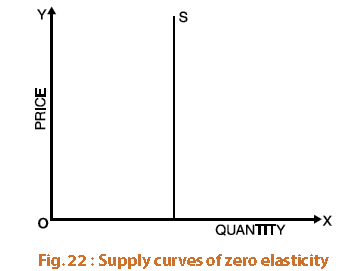 Y
S
PRICE
O
X
QUANTITY
Fig. 22 : Supply curves of zero elasticity